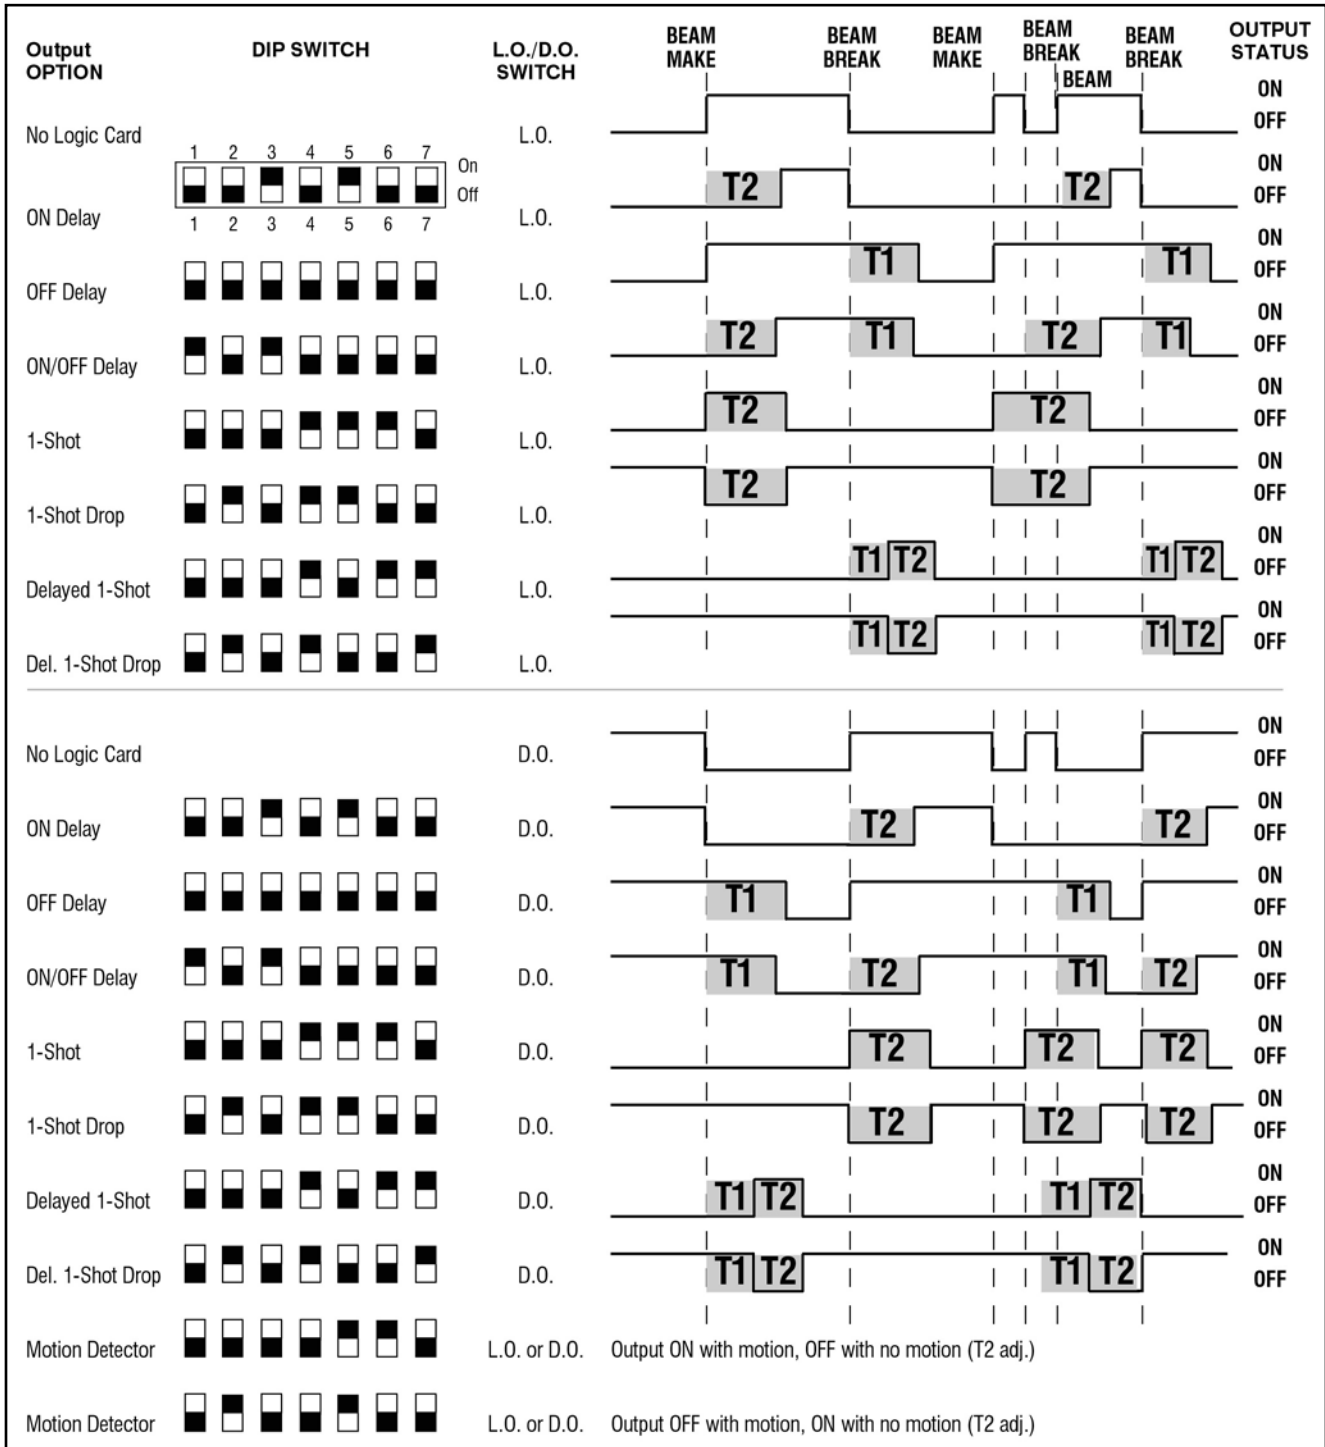 Output OPTION DIP SWITCH L.O./D.O. SWITCH BEAM MAKE BEAM BREAK BEAM MAKE BEAM BREAK BEAM BEAM BREAK OUTPUT STATUS
No Logic Card L.O. ON OFF
1 2 3 4 5 6 7 On Off
ON Delay 1 2 3 4 5 6 7 L.O. T2 T2 ON OFF
OFF Delay L.O. T1 T1 ON OFF
ON/OFF Delay L.O. T2 T1 T2 T1 ON OFF
1-Shot L.O. T2 T2 ON OFF
1-Shot Drop L.O. T2 T2 ON OFF
Delayed 1-Shot L.O. T1 T2 T1 T2 ON OFF
Del. 1-Shot Drop L.O. T1 T2 T1 T2 ON OFF
No Logic Card D.O. ON OFF
ON Delay D.O. T2 T2 ON OFF
OFF Delay D.O. T1 T1 ON OFF
ON/OFF Delay D.O. T1 T2 T1 T2 ON OFF
1-Shot D.O. T2 T2 T2 ON OFF
1-Shot Drop D.O. T2 T2 T2 ON OFF
Delayed 1-Shot D.O. T1 T2 T1 T2 ON OFF
Del. 1-Shot Drop D.O. T1 T2 T1 T2 ON OFF
Motion Detector L.O. or D.O. Output ON with motion, OFF with no motion (T2 adj.)
Motion Detector L.O. or D.O. Output OFF with motion, ON with no motion (T2 adj.)